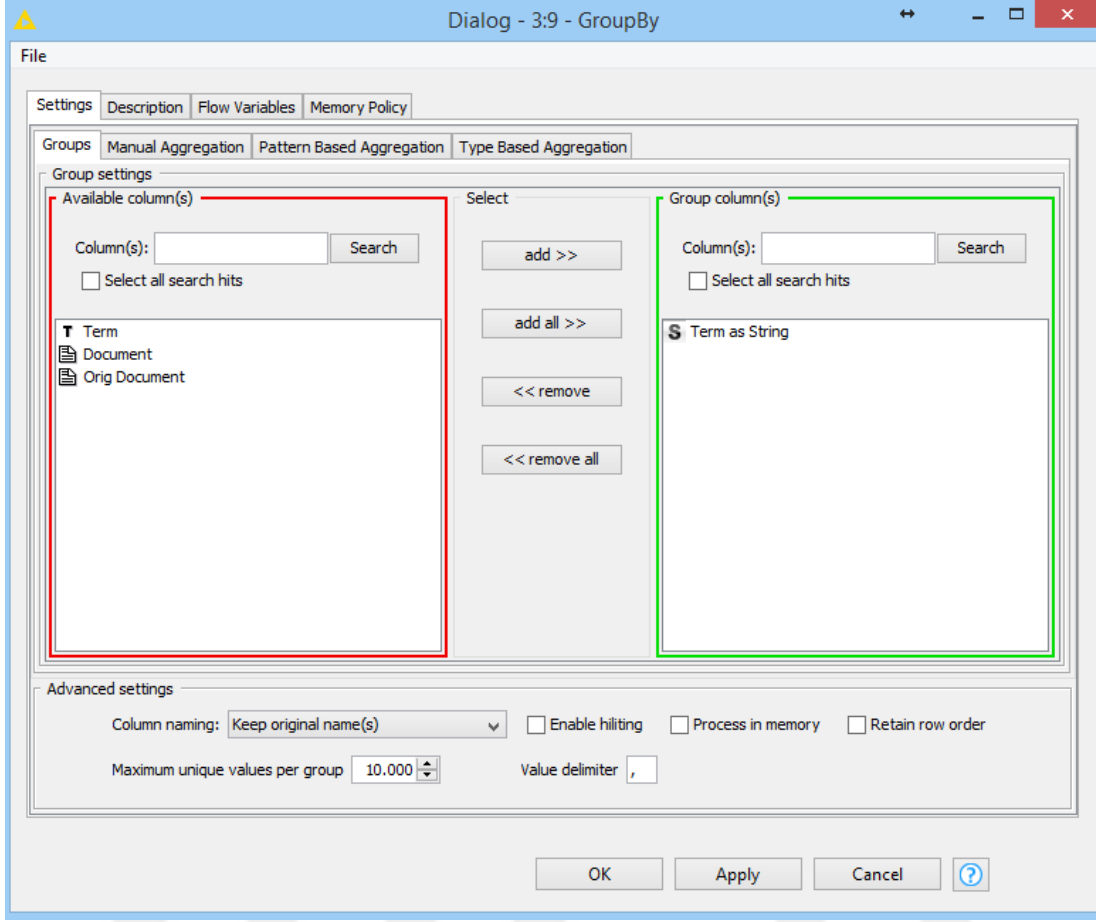 Dialog - 3:9 - GroupBy
File
Settings Description Flow Variables Memory Policy
Groups Manual Aggregation Pattern Based Aggregation Type Based Aggregation
Group settings
Available column(s) Select Group column(s)
Column(s): Search add >> Column(s): Search
Select all search hits Select all search hits
add all >>
T Term S Term as String
Document
Orig Document
<< remove
<< remove all
Advanced settings
Column naming: Keep original name(s) Enable hiliting Process in memory Retain row order
Maximum unique values per group 10.000 Value delimiter ,
OK Apply Cancel ?